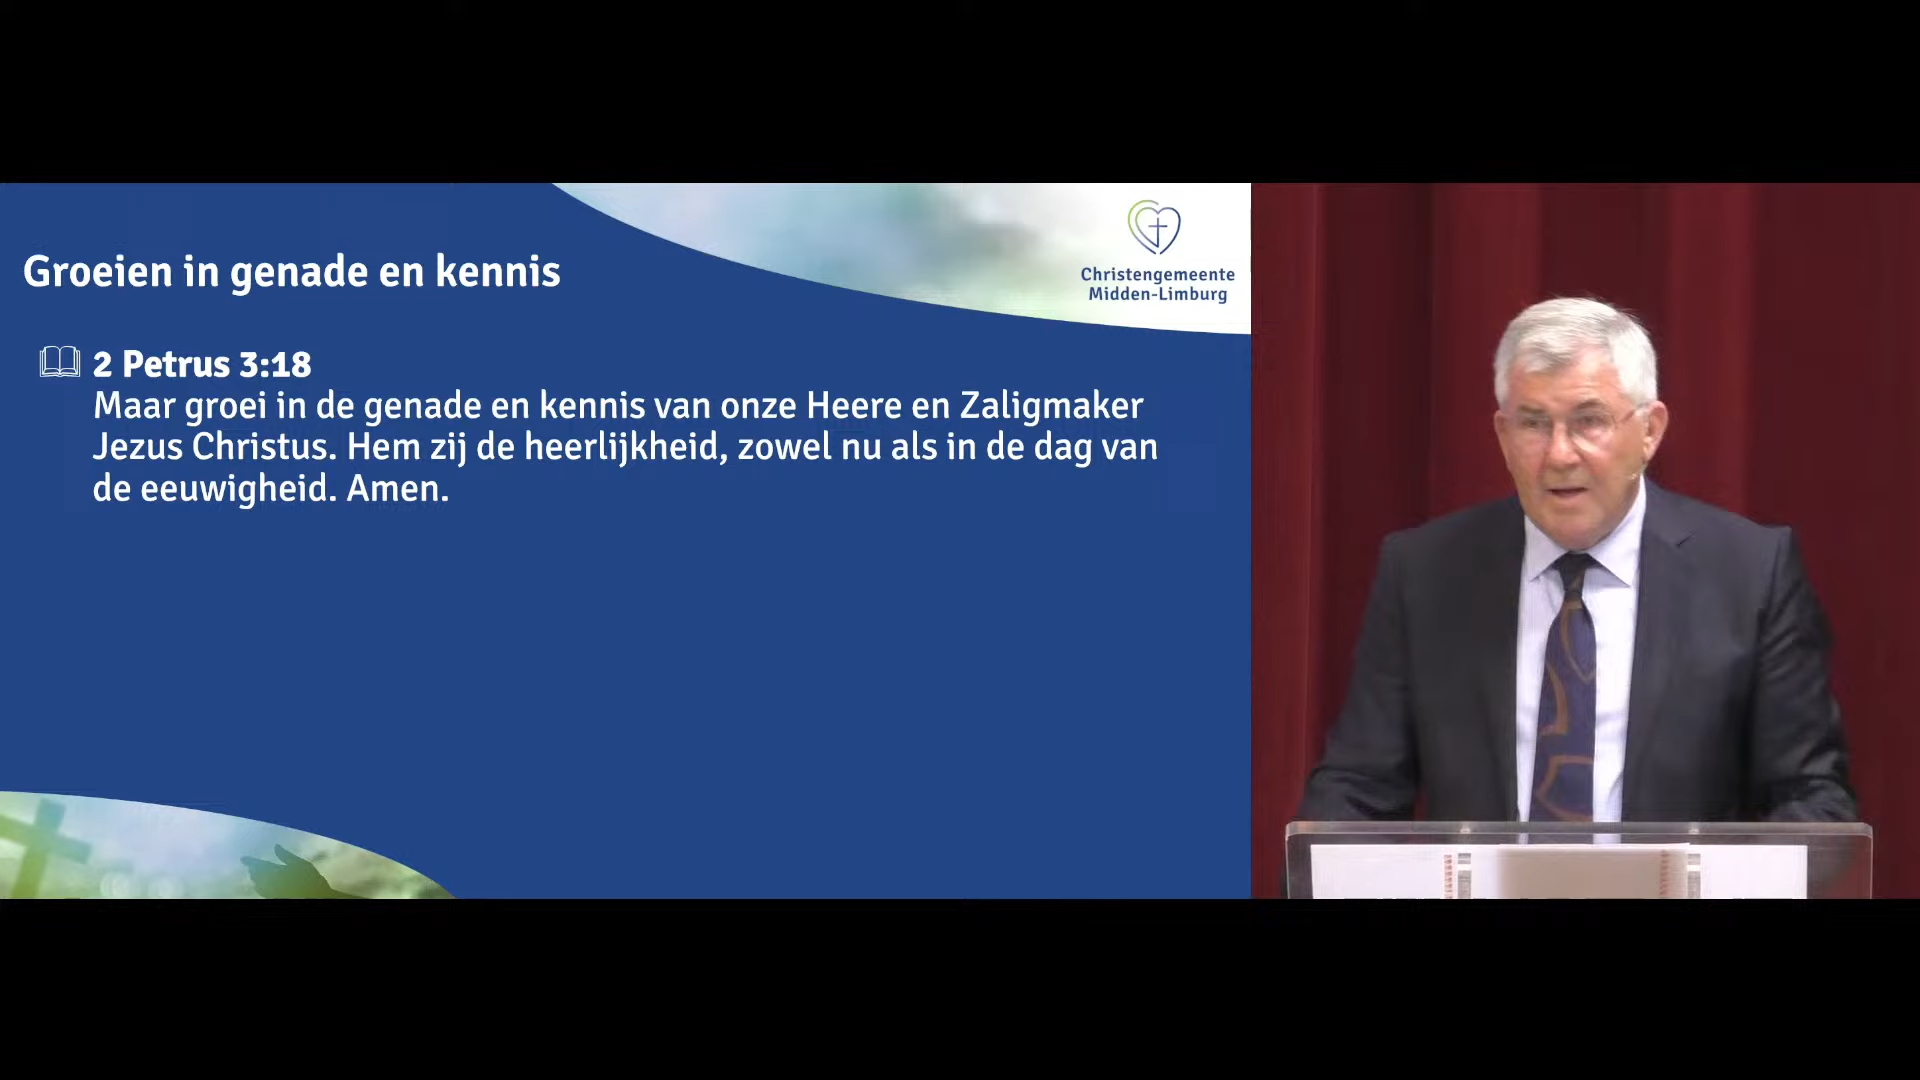 Groeien in genade en kennis
Christengemeente
Midden-Limburg
2 Petrus 3:18
Maar groei in de genade en kennis van onze Heere en Zaligmaker
Jezus Christus. Hem zij de heerlijkheid, zowel nu als in de dag van
de eeuwigheid. Amen.